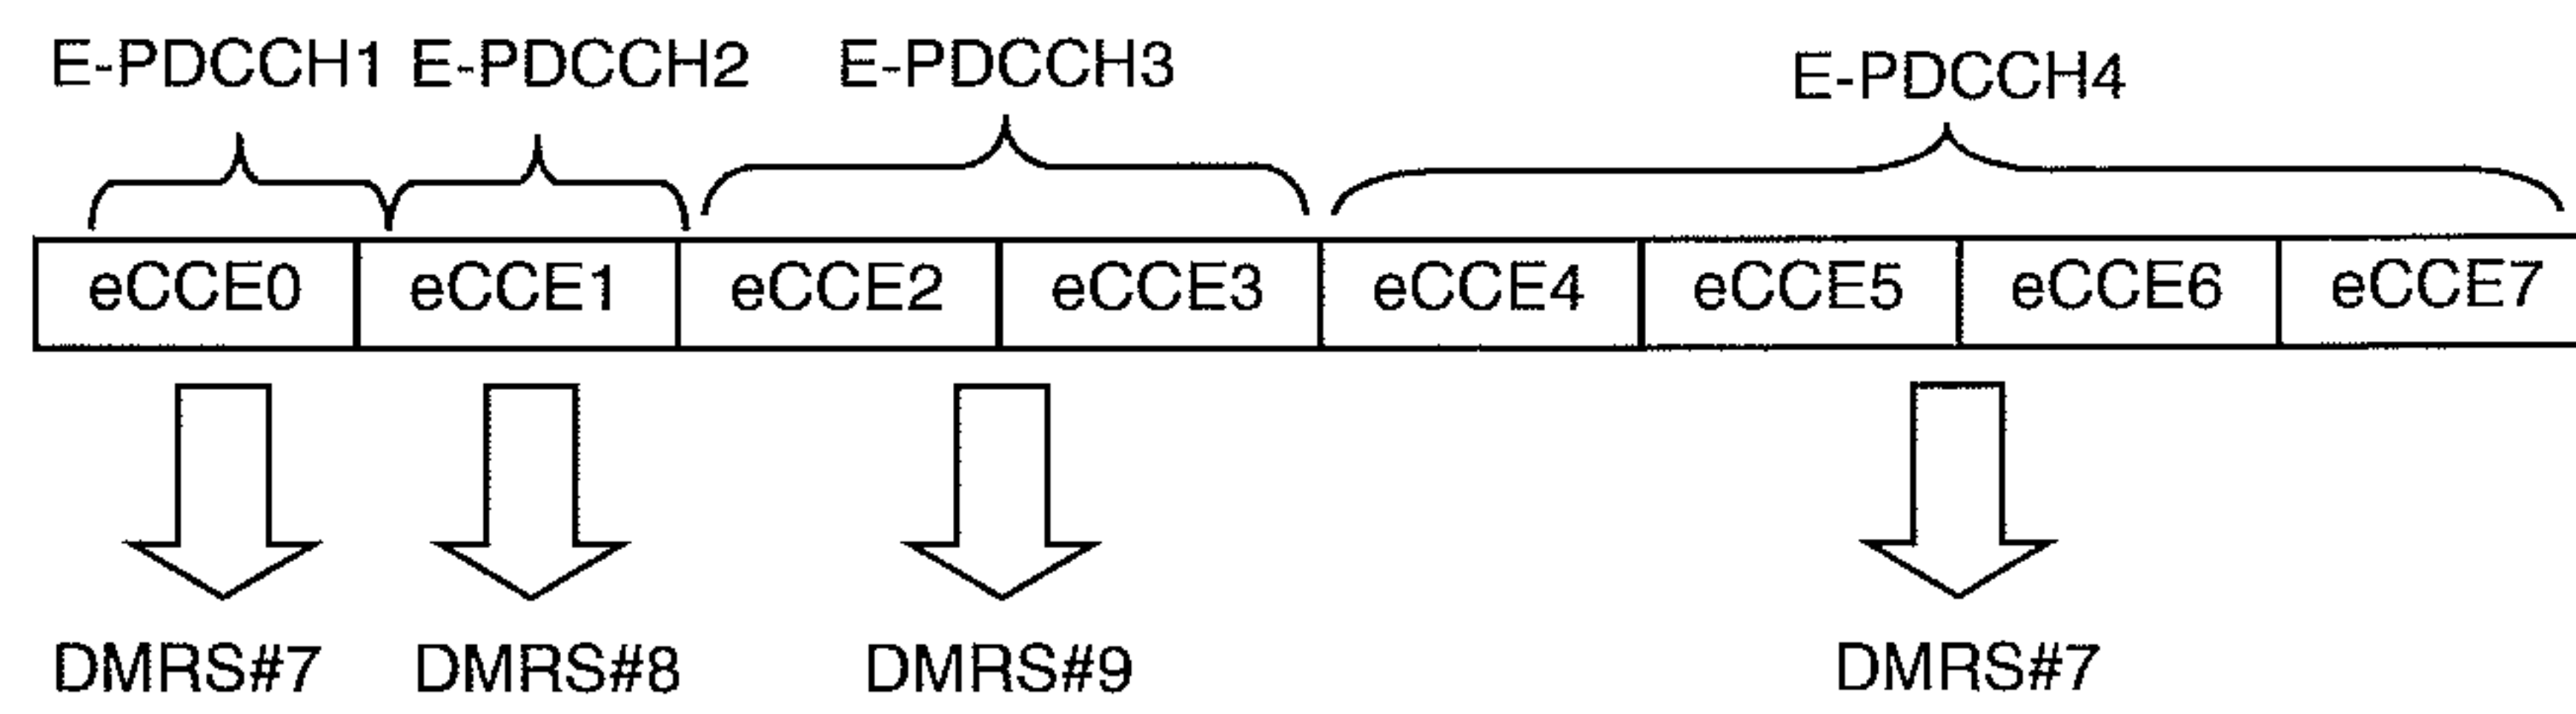 E-PDCCH1 E-PDCCH2 E-PDCCH3 E-PDCCH4
eCCE0 eCCE1 eCCE2 eCCE3 eCCE4 eCCE5 eCCE6 eCCE7
DMRS#7 DMRS#8 DMRS#9 DMRS#7